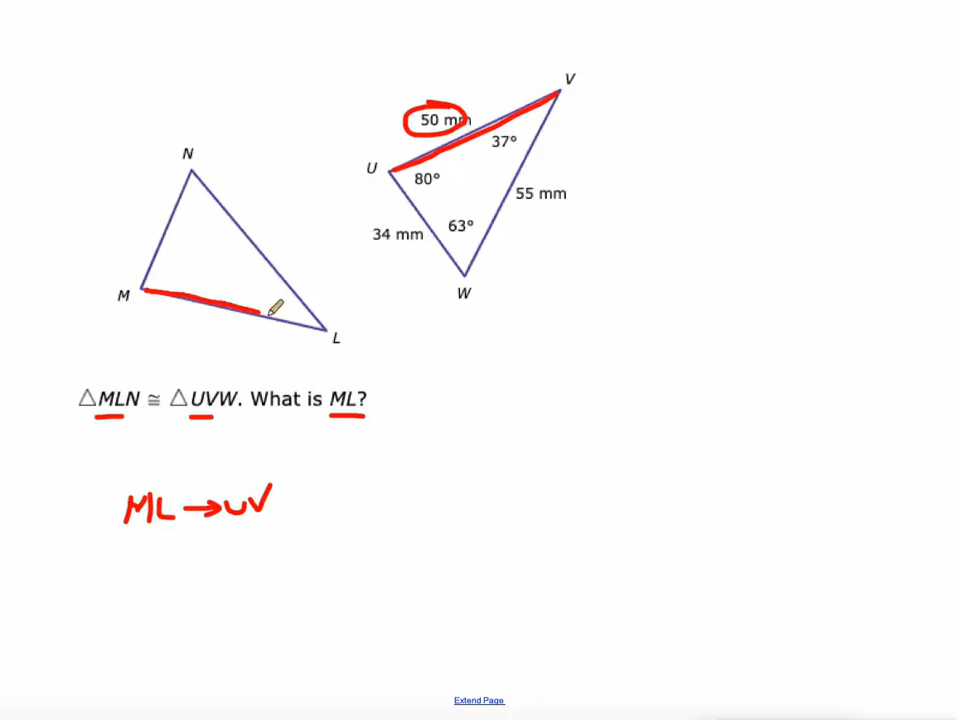 V
50 mm
37°
N
U
80°
55 mm
63°
34 mm
M
W
L
△MLN ≅ △UVW. What is ML?
ML → UV
Extend Page